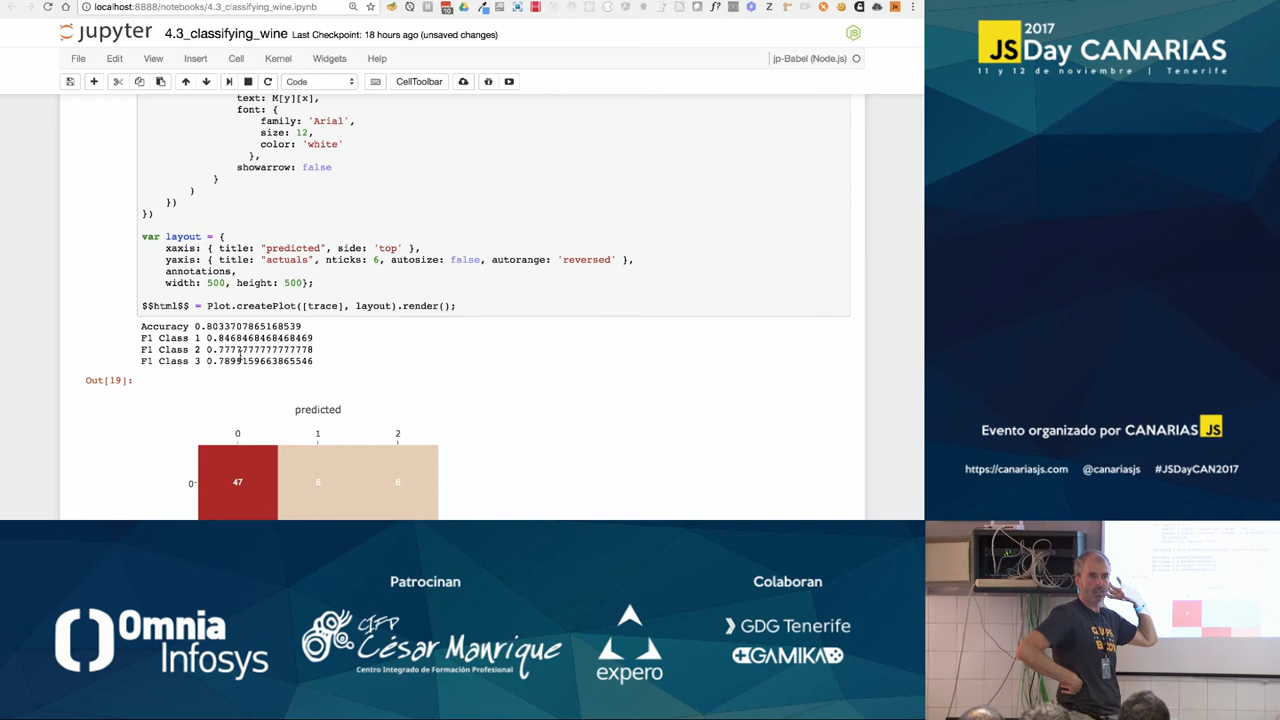 localhost:8888/notebooks/4.3_classifying_wine.ipynb
jupyter 4.3_classifying_wine Last Checkpoint: 18 hours ago (unsaved changes)
File Edit View Insert Cell Kernel Widgets Help jp-Babel (Node.js)
Code CellToolbar
text: M[y][x],
font: {
family: 'Arial',
size: 12,
color: 'white'
},
showarrow: false
}
)
})
})
var layout = {
xaxis: { title: "predicted", side: 'top' },
yaxis: { title: "actuals", nticks: 6, autosize: false, autorange: 'reversed' },
annotations,
width: 500, height: 500};
$$html$$ = Plot.createPlot([trace], layout).render();
Accuracy 0.8033707865168539
F1 Class 1 0.8468468468468469
F1 Class 2 0.7777777777777778
F1 Class 3 0.7899159663865546
Out[19]:
predicted
0 1 2
0 47 6 6
2017
JS Day CANARIAS
11 y 12 de noviembre | Tenerife
Evento organizado por CANARIAS JS
https://canariasjs.com @canariasjs #JSDayCAN2017
Patrocinan
Omnia
Infosys
CIFP
César Manrique
Centro Integrado de Formación Profesional
expero
Colaboran
GDG Tenerife
GAMIKA